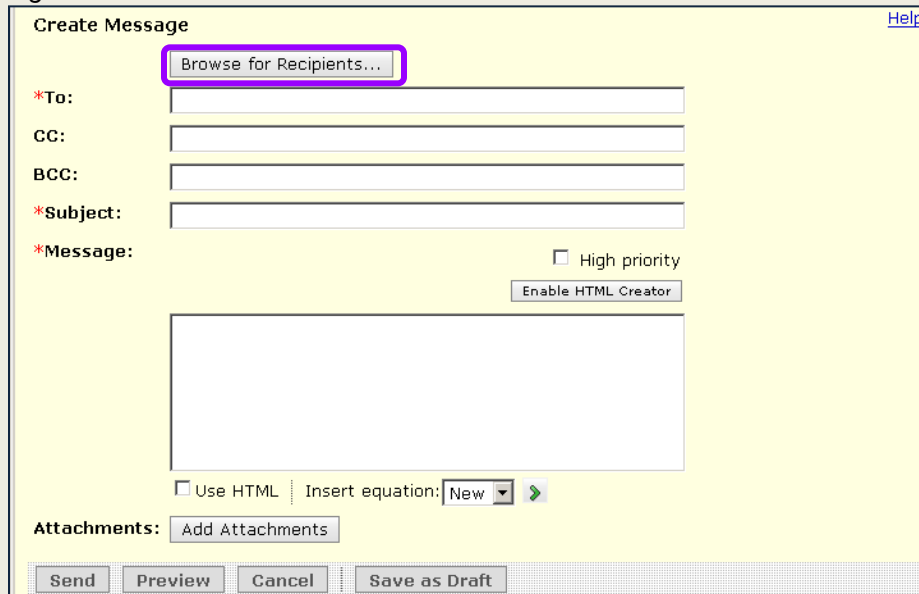 Create Message
Help
Browse for Recipients...
*To:
CC:
BCC:
*Subject:
*Message:
High priority
Enable HTML Creator
Use HTML Insert equation: New
Attachments: Add Attachments
Send Preview Cancel Save as Draft